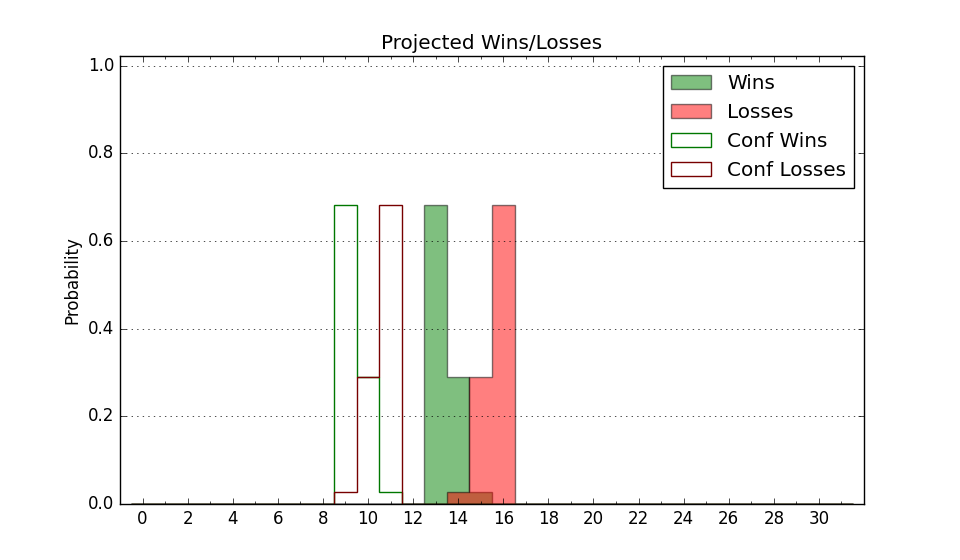 Projected Wins/Losses
1.0
0.8
0.6
0.4
0.2
0.0
Probability
Wins
Losses
Conf Wins
Conf Losses
0 2 4 6 8 10 12 14 16 18 20 22 24 26 28 30